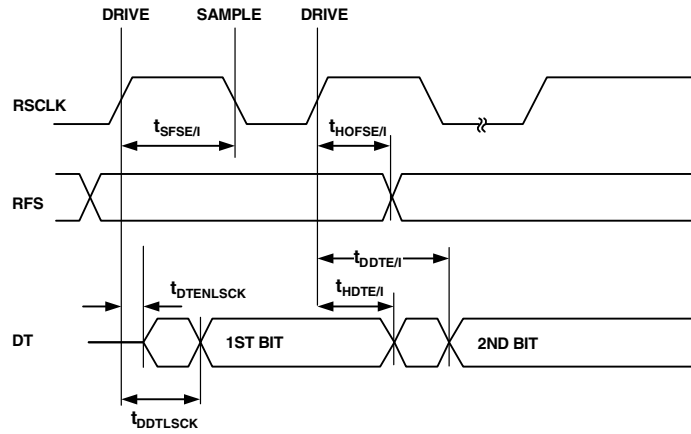 DRIVE SAMPLE DRIVE
RSCLK
tSFSE/I tHOFSE/I
RFS
tDDTE/I
tDTENLSCK tHDTE/I
DT 1ST BIT 2ND BIT
tDDTLSCK